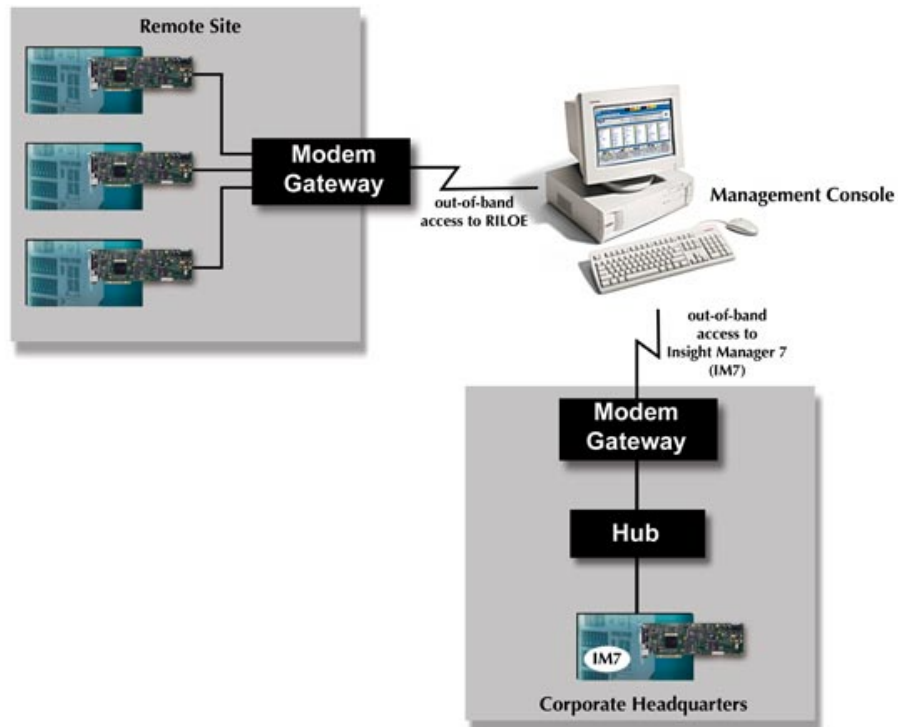 Remote Site
Modem
Gateway
out-of-band
access to RILOE
Management Console
out-of-band
access to
Insight Manager 7
(IM7)
Modem
Gateway
Hub
IM7
Corporate Headquarters